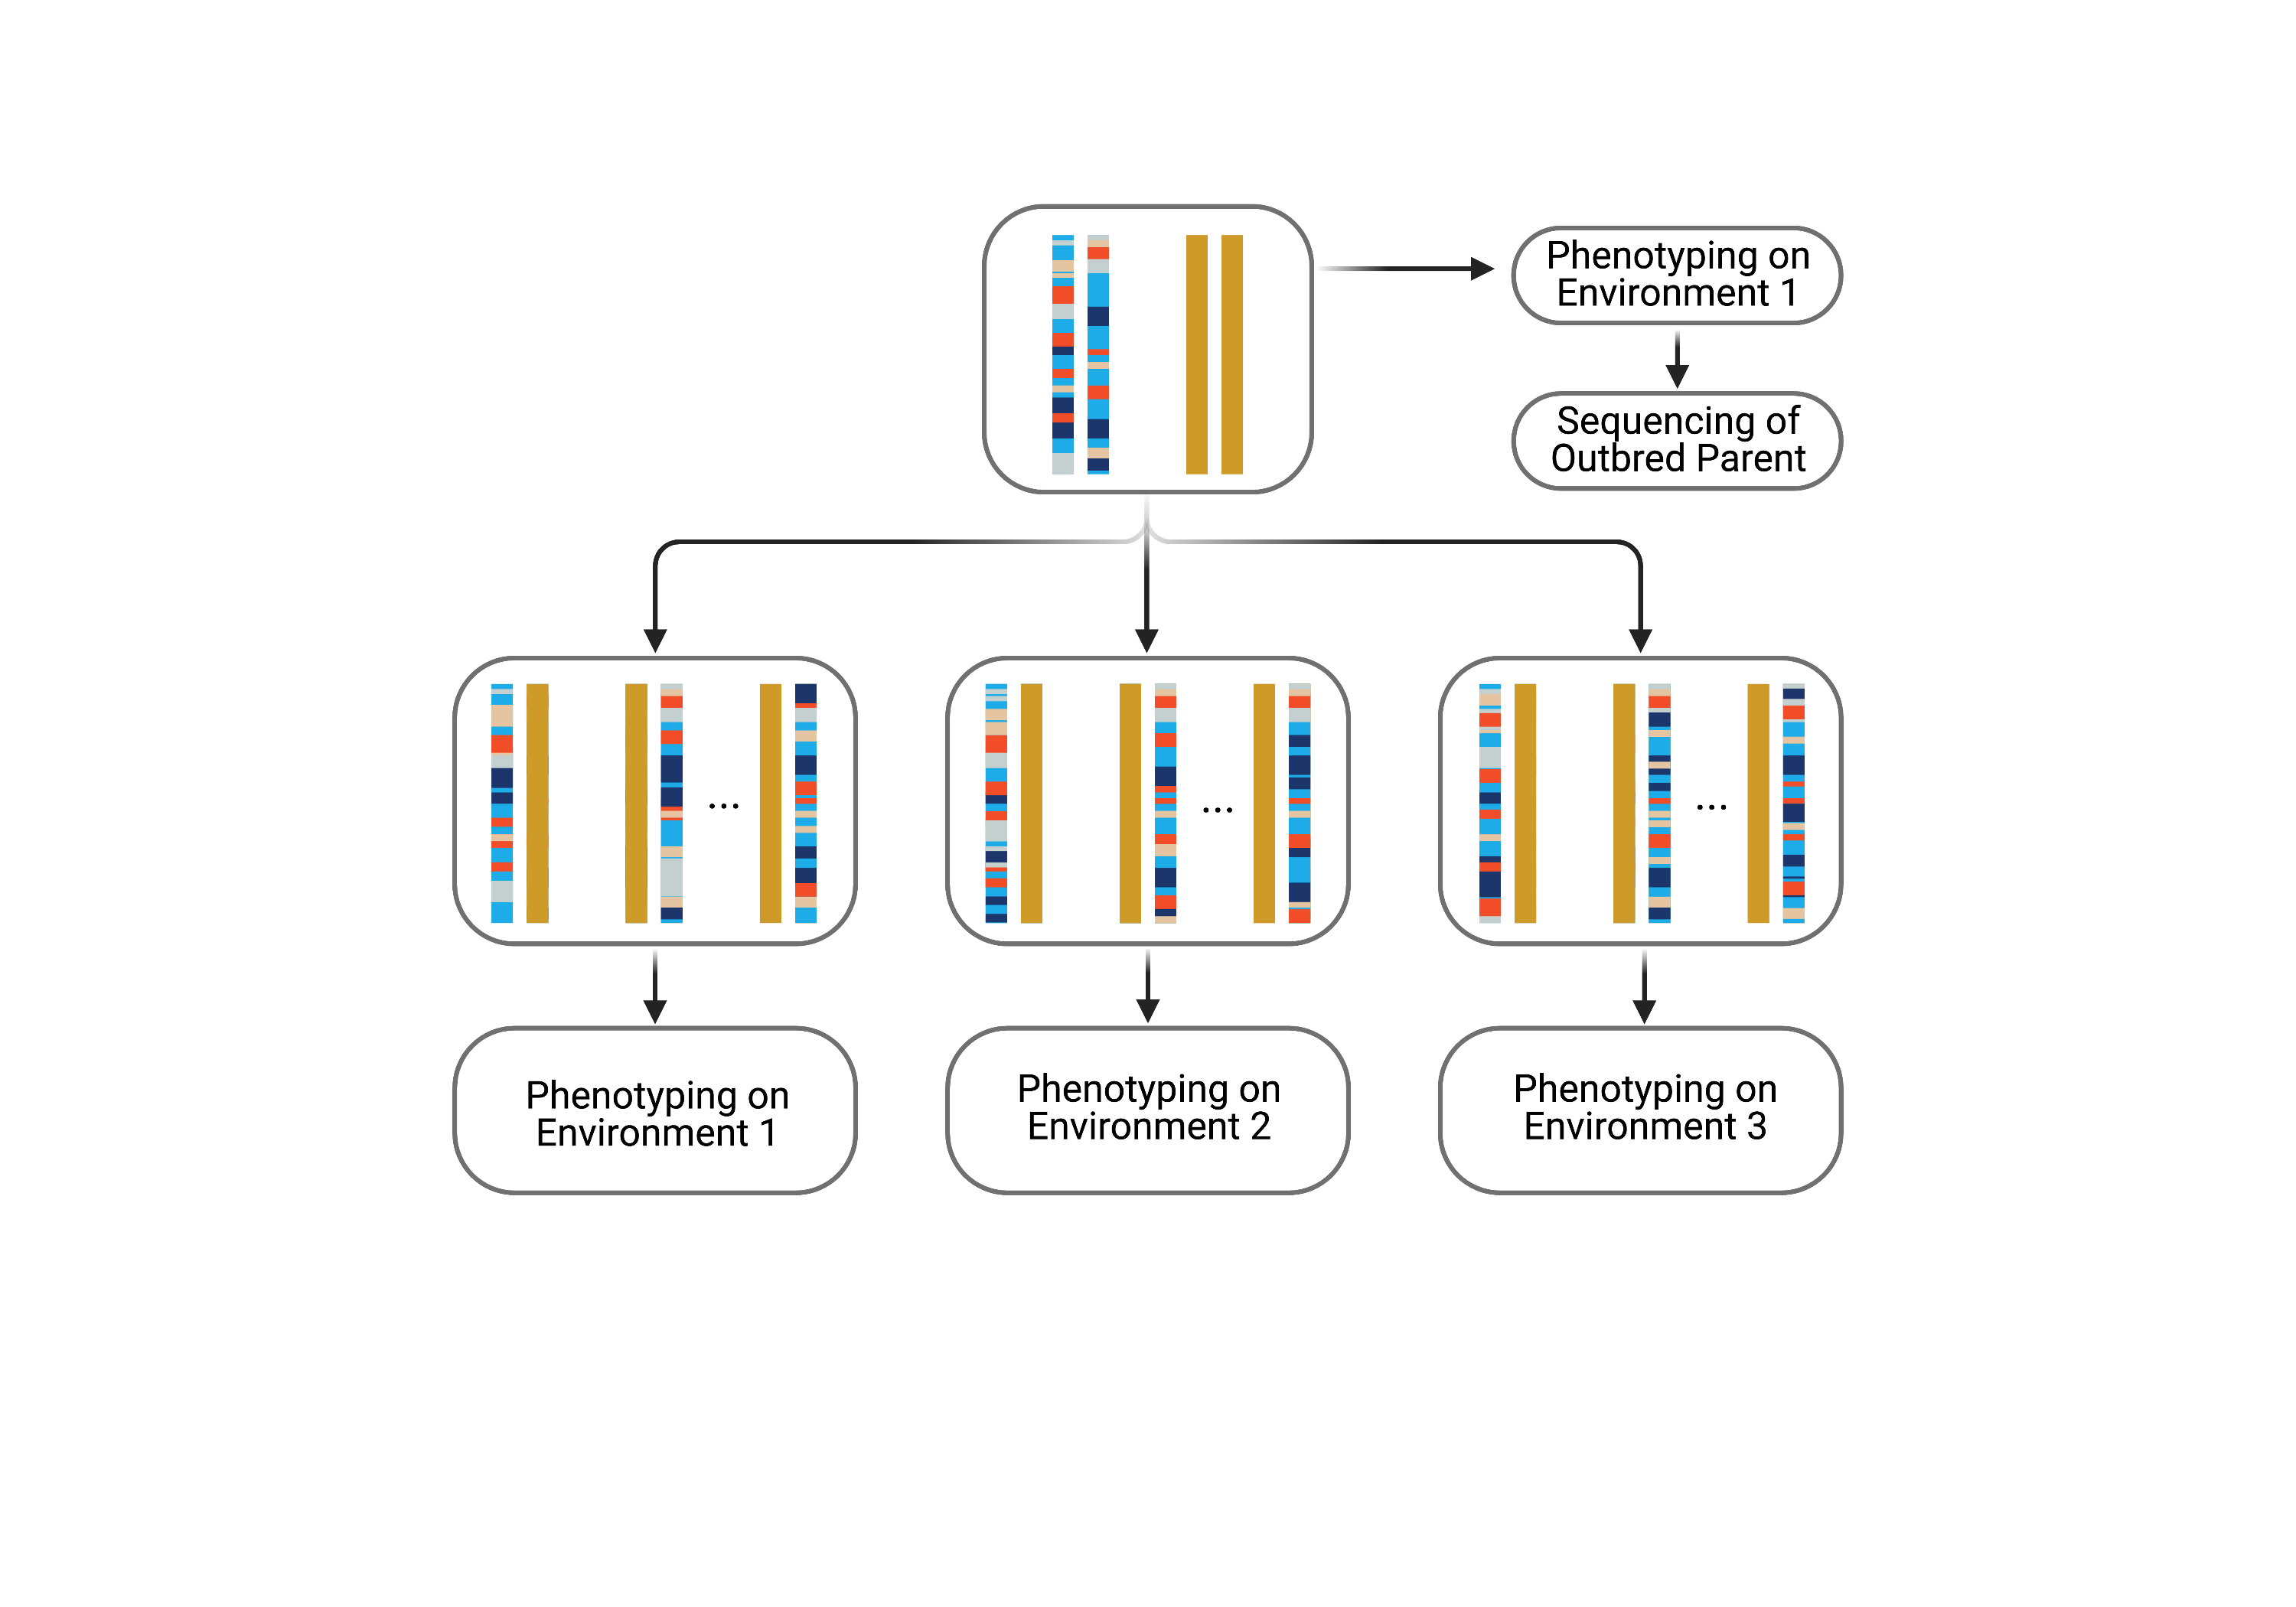 Phenotyping on
Environment 1
Sequencing of
Outbred Parent
...
...
...
Phenotyping on
Environment 1
Phenotyping on
Environment 2
Phenotyping on
Environment 3